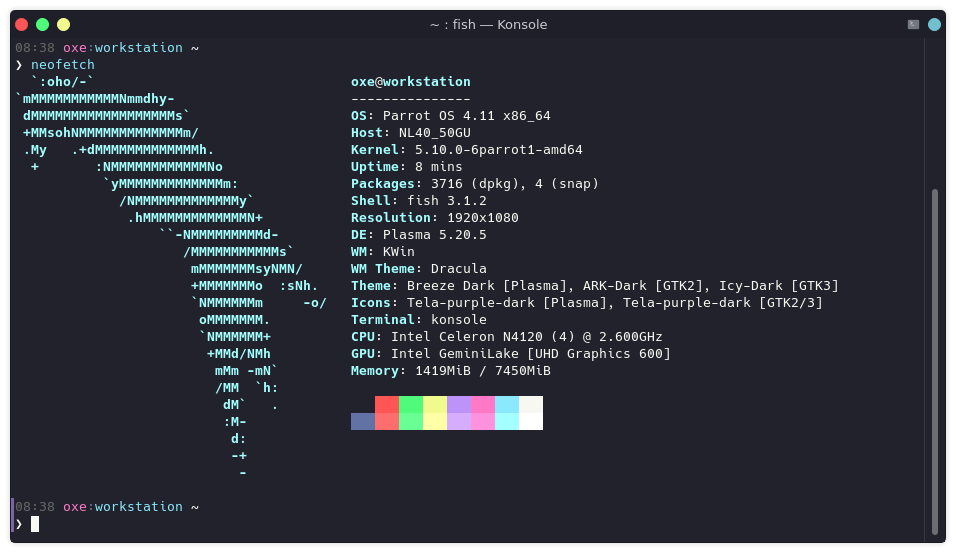 ~ : fish — Konsole
08:38 oxe:workstation ~
❯ neofetch
  `:oho/-`                                oxe@workstation
`mMMMMMMMMMMMNmmdhy-                      ---------------
 dMMMMMMMMMMMMMMMMMMs`                    OS: Parrot OS 4.11 x86_64
 +MMsohNMMMMMMMMMMMMMm/                   Host: NL40_50GU
 .My   .+dMMMMMMMMMMMMMh.                 Kernel: 5.10.0-6parrot1-amd64
  +       :NMMMMMMMMMMMMNo                Uptime: 8 mins
           `yMMMMMMMMMMMMMm:              Packages: 3716 (dpkg), 4 (snap)
             /NMMMMMMMMMMMMMy`            Shell: fish 3.1.2
              .hMMMMMMMMMMMMMN+           Resolution: 1920x1080
                  ``-NMMMMMMMMMd-         DE: Plasma 5.20.5
                     /MMMMMMMMMMMs`       WM: KWin
                      mMMMMMMMsyNMN/      WM Theme: Dracula
                      +MMMMMMMo  :sNh.    Theme: Breeze Dark [Plasma], ARK-Dark [GTK2], Icy-Dark [GTK3]
                      `NMMMMMMm     -o/   Icons: Tela-purple-dark [Plasma], Tela-purple-dark [GTK2/3]
                       oMMMMMMM.          Terminal: konsole
                       `NMMMMMM+          CPU: Intel Celeron N4120 (4) @ 2.600GHz
                        +MMd/NMh          GPU: Intel GeminiLake [UHD Graphics 600]
                         mMm -mN`         Memory: 1419MiB / 7450MiB
                         /MM  `h:
                          dM`   .
                          :M-
                           d:
                           -+
                            -
08:38 oxe:workstation ~
❯